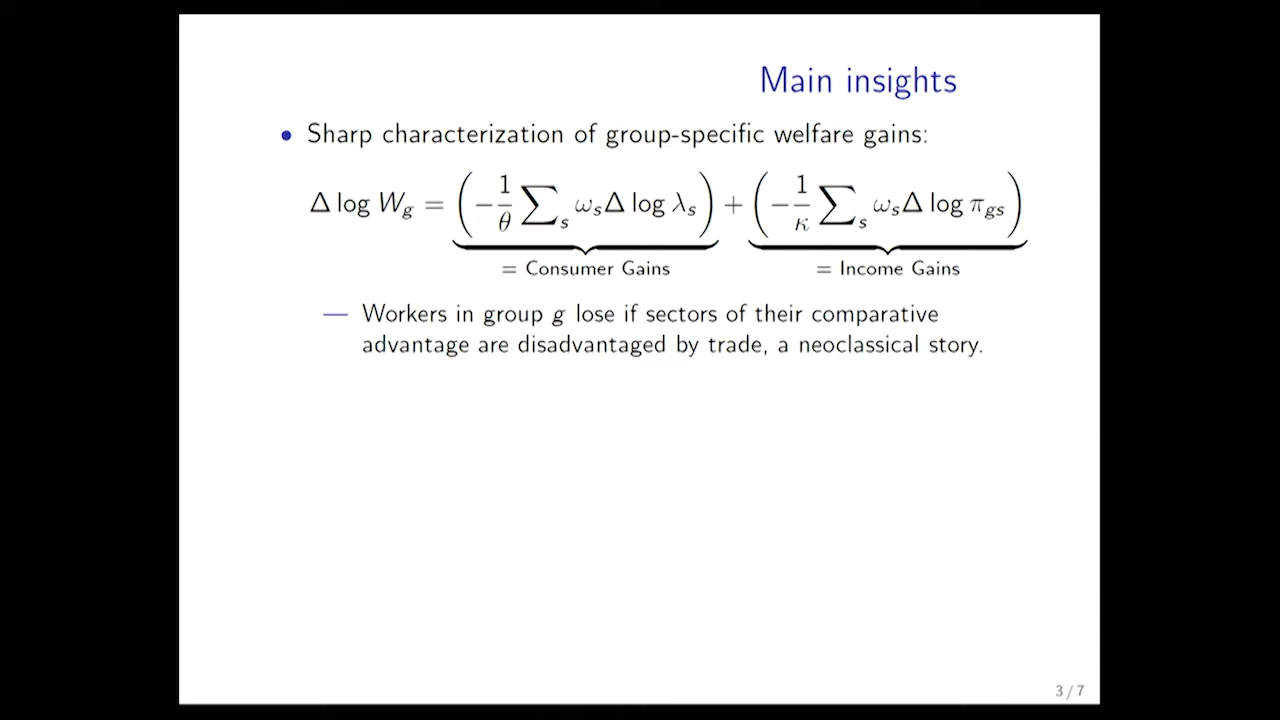 Main insights
• Sharp characterization of group-specific welfare gains:
Δ log W_g = (−1/θ ∑_s ω_s Δ log λ_s) + (−1/κ ∑_s ω_s Δ log π_gs)
= Consumer Gains = Income Gains
— Workers in group g lose if sectors of their comparative
advantage are disadvantaged by trade, a neoclassical story.
3 / 7